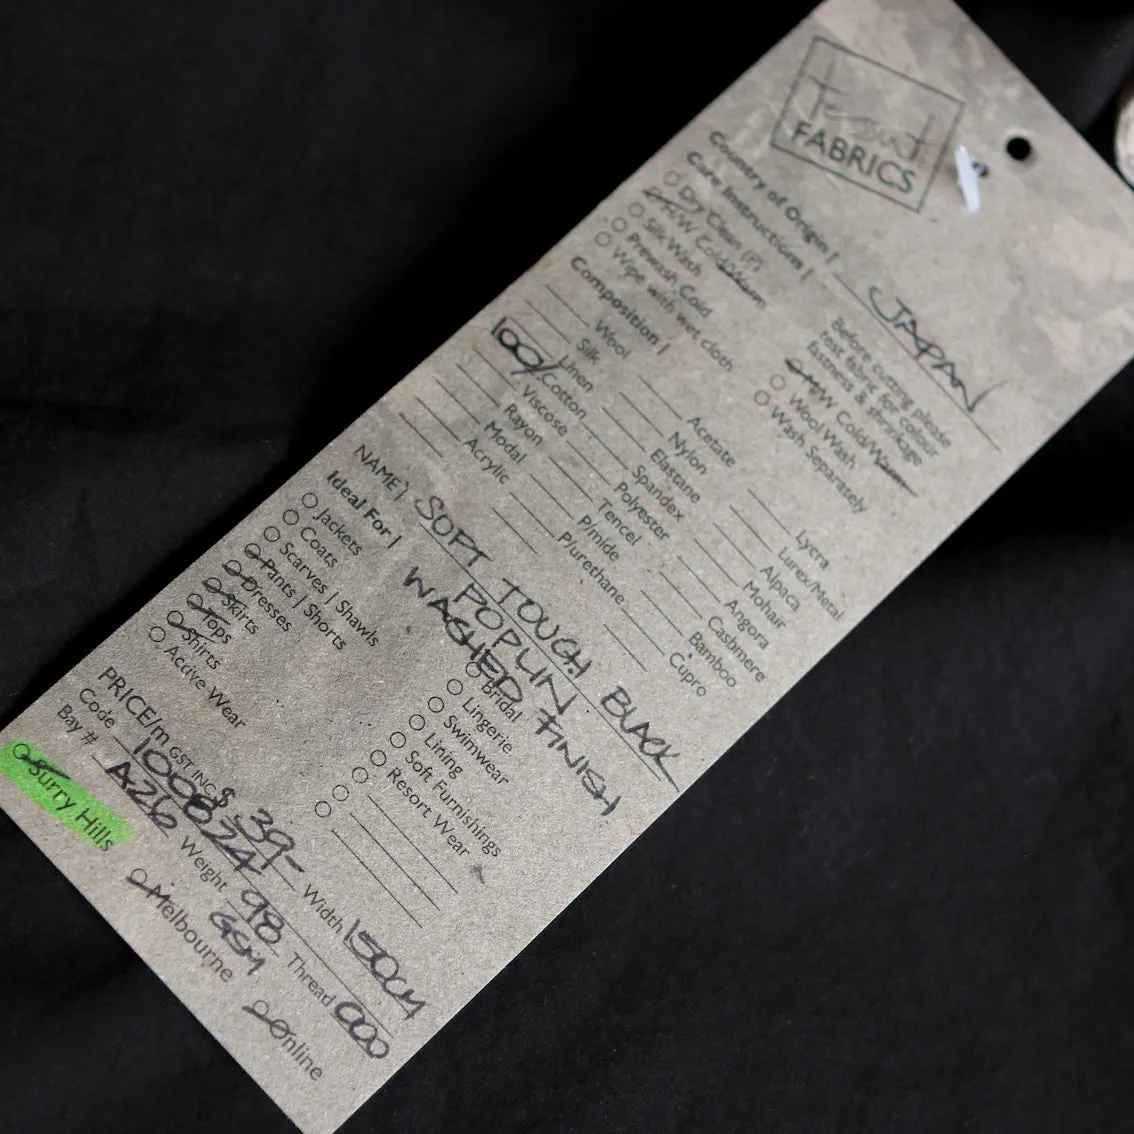 Tessuti
FABRICS
Country of Origin | JAPAN
Care Instructions |
Dry Clean (P)
M/W Cold/Warm
Silk Wash
Prewash Cold
Wipe with wet cloth
Before cutting please
treat fabric for colour
fastness & shrinkage
M/W Cold/Warm
Wool Wash
Wash Separately
Composition |
Wool
Silk
Linen
100% Cotton
Viscose
Rayon
Modal
Acrylic
Acetate
Nylon
Elastane
Spandex
Polyester
Tencel
P/mide
P/urethane
Lycra
Lurex/Metal
Alpaca
Mohair
Angora
Cashmere
Bamboo
Cupro
NAME| SOFT TOUCH BLACK
POPLIN
WASHED FINISH
Ideal For |
Jackets
Coats
Scarves | Shawls
Pants | Shorts
Dresses
Skirts
Tops
Shirts
Active Wear
Bridal
Lingerie
Swimwear
Lining
Soft Furnishings
Resort Wear
PRICE/m GST INC $ 39-
Width 150CM
Code 1008724
Weight 98 GSM
Thread 000
Bay # A26
Surry Hills
Melbourne
Online